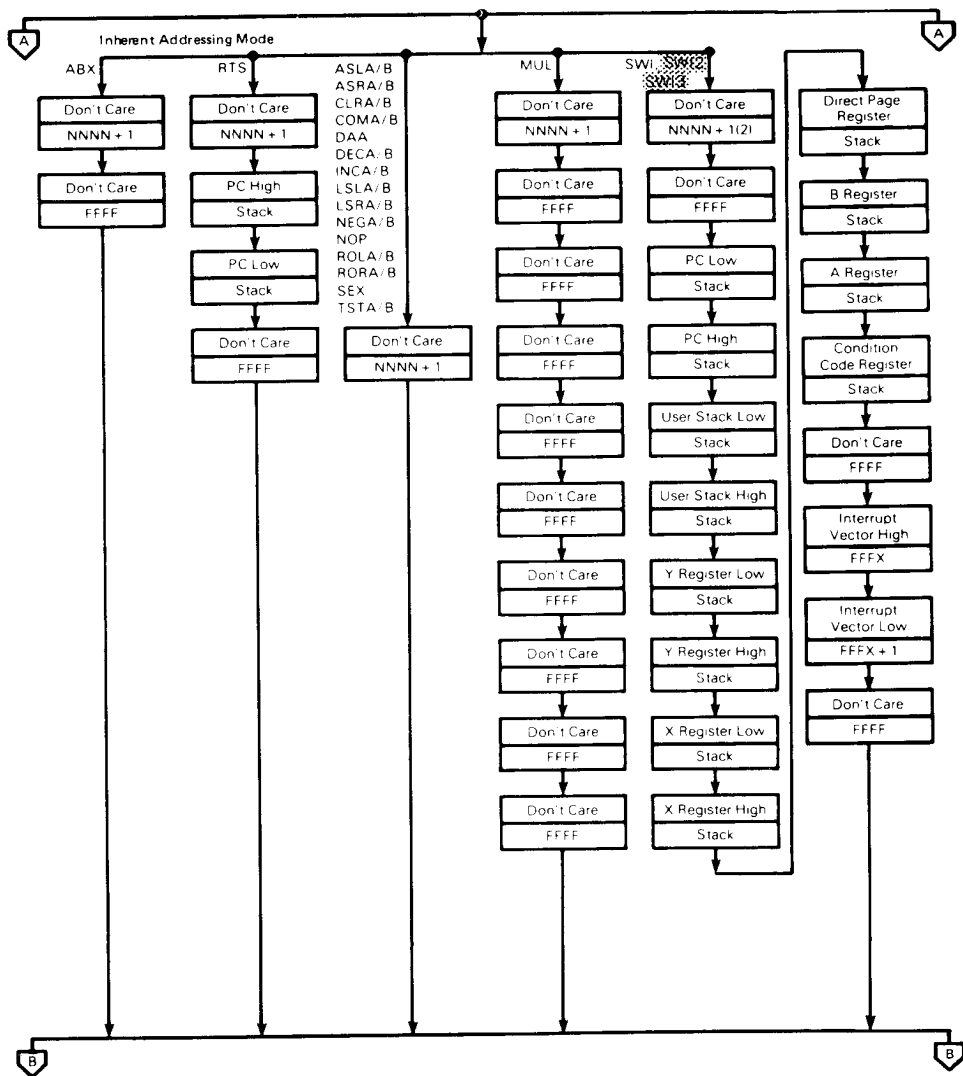 A
A
Inherent Addressing Mode
ABX
Don't Care
NNNN + 1
Don't Care
FFFF
RTS
Don't Care
NNNN + 1
PC High
Stack
PC Low
Stack
Don't Care
FFFF
ASLA/B
ASRA/B
CLRA/B
COMA/B
DAA
DECA/B
INCA/B
LSLA/B
LSRA/B
NEGA/B
NOP
ROLA/B
RORA/B
SEX
TSTA/B
Don't Care
NNNN + 1
MUL
Don't Care
NNNN + 1
Don't Care
FFFF
Don't Care
FFFF
Don't Care
FFFF
Don't Care
FFFF
Don't Care
FFFF
Don't Care
FFFF
Don't Care
FFFF
Don't Care
FFFF
Don't Care
FFFF
SWI, SWI2
SWI3
Don't Care
NNNN + 1(2)
Don't Care
FFFF
PC Low
Stack
PC High
Stack
User Stack Low
Stack
User Stack High
Stack
Y Register Low
Stack
Y Register High
Stack
X Register Low
Stack
X Register High
Stack
Direct Page
Register
Stack
B Register
Stack
A Register
Stack
Condition
Code Register
Stack
Don't Care
FFFF
Interrupt
Vector High
FFFX
Interrupt
Vector Low
FFFX + 1
Don't Care
FFFF
B
B